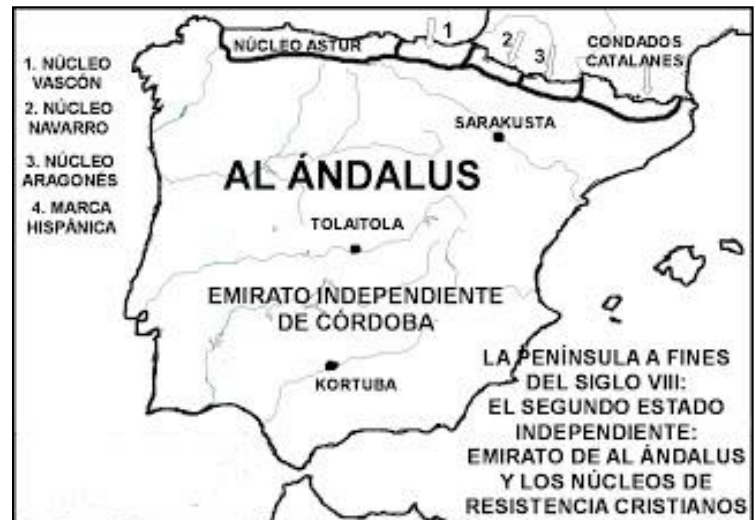 1. NÚCLEO
VASCÓN
2. NÚCLEO
NAVARRO
3. NÚCLEO
ARAGONÉS
4. MARCA
HISPÁNICA
NÚCLEO ASTUR
1
2
3
CONDADOS
CATALANES
SARAKUSTA
AL ÁNDALUS
TOLAITOLA
EMIRATO INDEPENDIENTE
DE CÓRDOBA
KORTUBA
LA PENÍNSULA A FINES
DEL SIGLO VIII:
EL SEGUNDO ESTADO
INDEPENDIENTE:
EMIRATO DE AL ÁNDALUS
Y LOS NÚCLEOS DE
RESISTENCIA CRISTIANOS